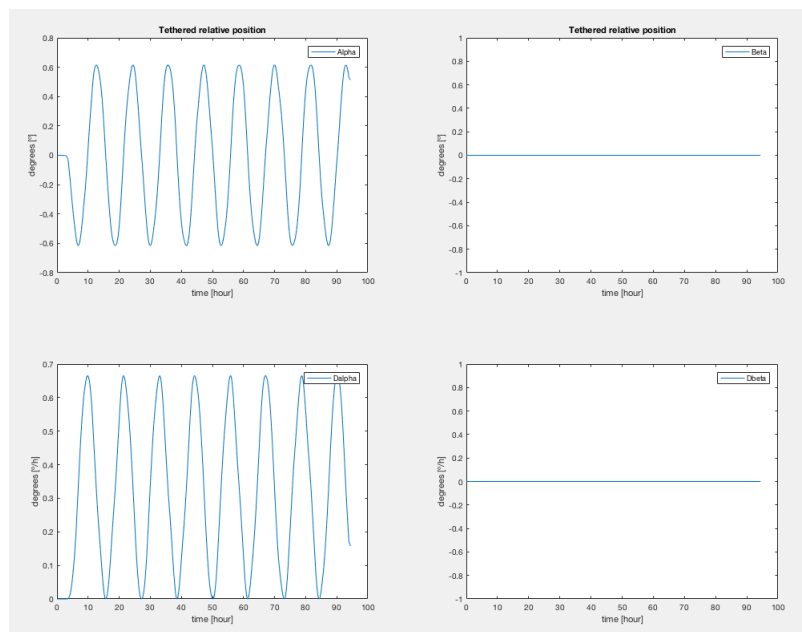 Tethered relative position
Alpha
0.8
0.6
0.4
0.2
0
-0.2
-0.4
-0.6
-0.8
degrees [º]
0 10 20 30 40 50 60 70 80 90 100
time [hour]
Tethered relative position
Beta
1
0.8
0.6
0.4
0.2
0
-0.2
-0.4
-0.6
-0.8
-1
degrees [º]
0 10 20 30 40 50 60 70 80 90 100
time [hour]
Dalpha
0.7
0.6
0.5
0.4
0.3
0.2
0.1
0
degrees [º/h]
0 10 20 30 40 50 60 70 80 90 100
time [hour]
Dbeta
1
0.8
0.6
0.4
0.2
0
-0.2
-0.4
-0.6
-0.8
-1
degrees [º/h]
0 10 20 30 40 50 60 70 80 90 100
time [hour]